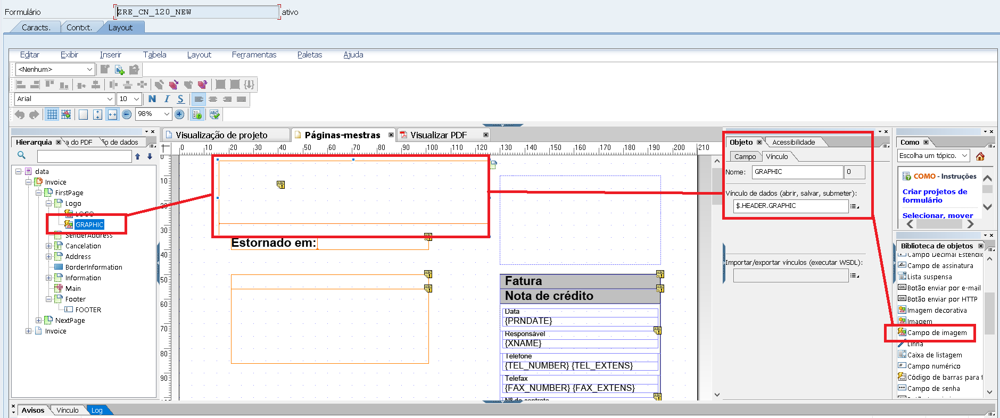 Formulário ZRE_CN_120_NEW ativo
Caracts. Contxt. Layout
Editar Exibir Inserir Tabela Layout Ferramentas Paletas Ajuda
<Nenhum>
Arial 10 N I S
98%
Hierarquia a do PDF ão de dados
Visualização de projeto Páginas-mestras Visualizar PDF
Objeto Acessibilidade
Como
0 10 20 30 40 50 60 70 80 90 100 110 120 130 140 150 160 170 180 190 200 210
Campo Vínculo
Escolha um tópico.
Nome: GRAPHIC 0
COMO - Instruções
Criar projetos de
formulário
Selecionar, mover
Vínculo de dados (abrir, salvar, submeter):
$.HEADER.GRAPHIC
Importar/exportar vínculos (executar WSDL):
data
Invoice
FirstPage
Logo
LOGO
GRAPHIC
SenderAddress
Cancelation
Address
BorderInformation
Information
Main
Footer
FOOTER
NextPage
Invoice
0
10
20
30
40
50
60
70
80
90
Estornado em:
Fatura
Nota de crédito
Data
{PRNDATE}
Responsável
{XNAME}
Telefone
{TEL_NUMBER} {TEL_EXTENS}
Telefax
{FAX_NUMBER} {FAX_EXTENS}
Nº do contrato
Biblioteca de objetos
Campo Decimal Estendid
Campo de assinatura
Lista suspensa
Botão enviar por e-mail
Botão enviar por HTTP
Imagem decorativa
Imagem
Campo de imagem
Linha
Caixa de listagem
Campo numérico
Código de barras para f
Campo de senha
Avisos Vínculo Log